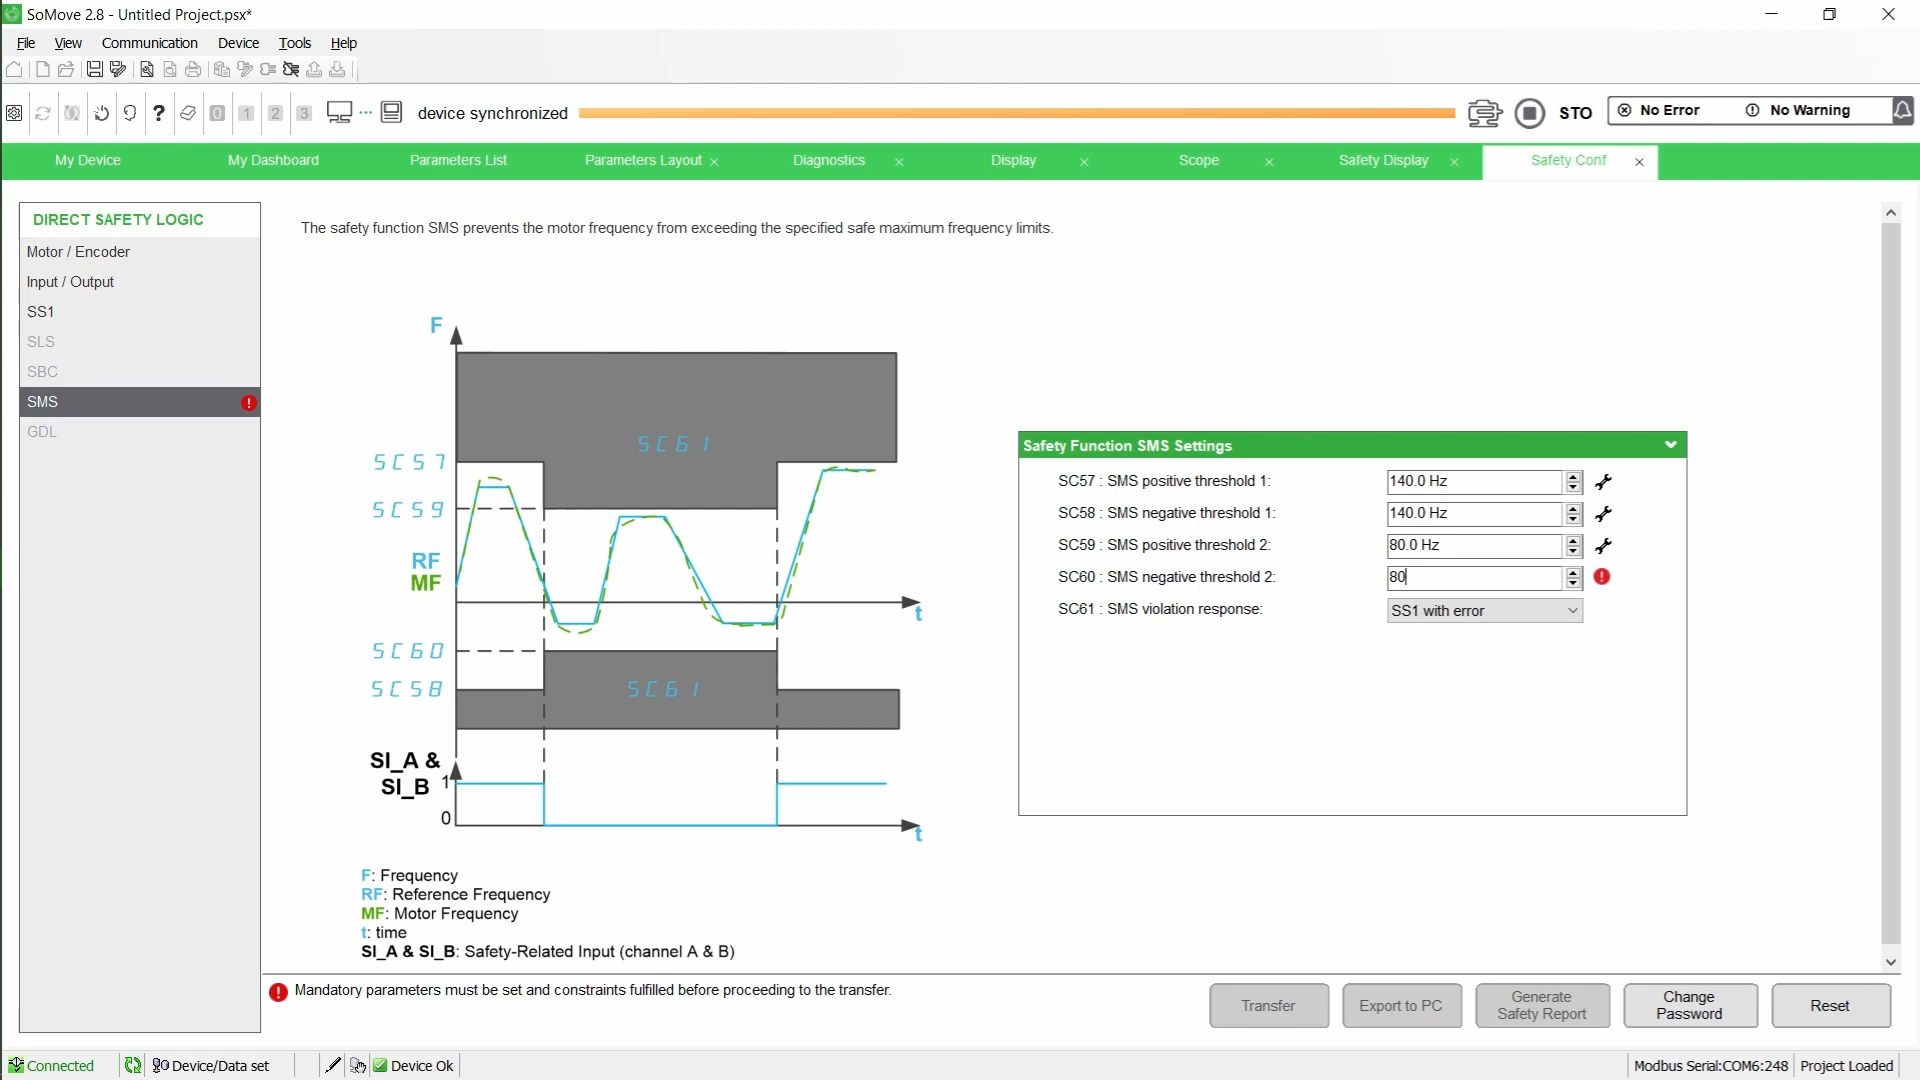 SoMove 2.8 - Untitled Project.psx*
File View Communication Device Tools Help
? 0 1 2 3 device synchronized STO No Error No Warning
My Device My Dashboard Parameters List Parameters Layout Diagnostics Display Scope Safety Display Safety Conf
DIRECT SAFETY LOGIC
Motor / Encoder
Input / Output
SS1
SLS
SBC
SMS
GDL
The safety function SMS prevents the motor frequency from exceeding the specified safe maximum frequency limits.
F
SC61
SC57
SC59
RF
MF
t
SC60
SC58
SC61
SI_A &
SI_B
1
0
t
F: Frequency
RF: Reference Frequency
MF: Motor Frequency
t: time
SI_A & SI_B: Safety-Related Input (channel A & B)
Safety Function SMS Settings
SC57 : SMS positive threshold 1: 140.0 Hz
SC58 : SMS negative threshold 1: 140.0 Hz
SC59 : SMS positive threshold 2: 80.0 Hz
SC60 : SMS negative threshold 2: 80
SC61 : SMS violation response: SS1 with error
Mandatory parameters must be set and constraints fulfilled before proceeding to the transfer.
Transfer
Export to PC
Generate
Safety Report
Change
Password
Reset
Connected Device/Data set Device Ok Modbus Serial:COM6:248 Project Loaded